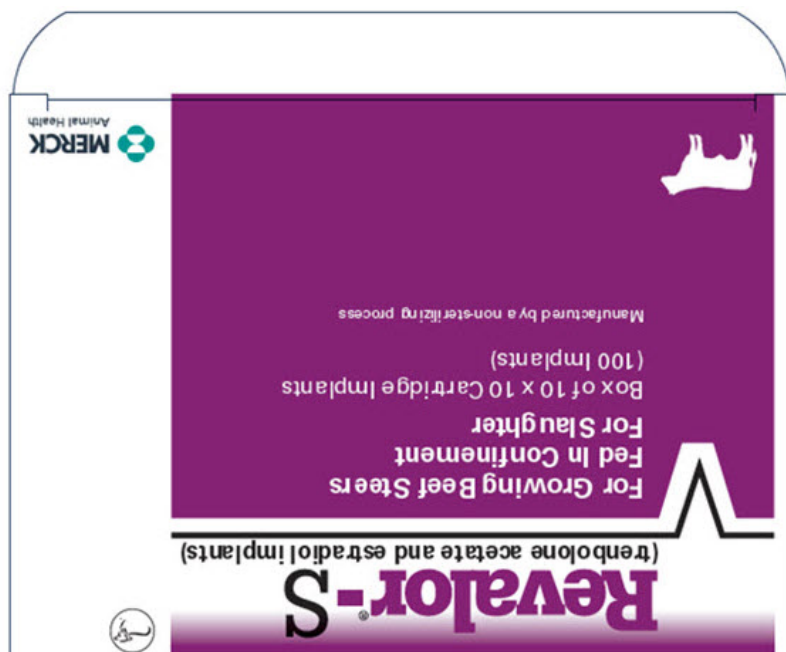 Revalor®-S
(trenbolone acetate and estradiol implants)
For Growing Beef Steers
Fed In Confinement
For Slaughter
Box of 10 x 10 Cartridge Implants
(100 Implants)
Manufactured by a non-sterilizing process
MERCK
Animal Health